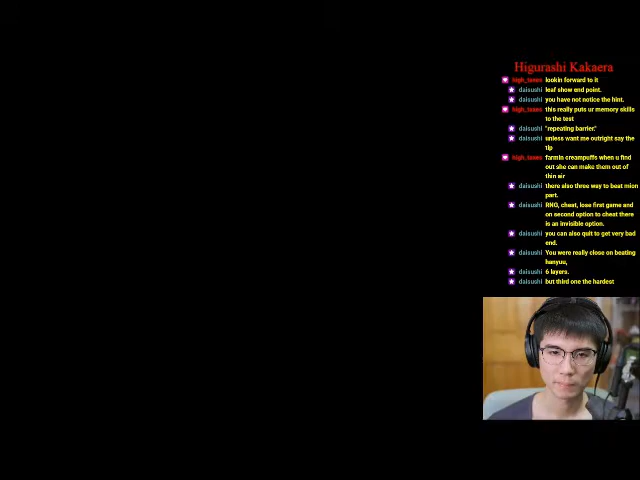 Higurashi Kakaera
high_tones lookin forward to it
daisushi leaf show end point.
daisushi you have not notice the hint.
this really puts ur memory skills
to the test
daisushi "repeating barrier."
daisushi unless want me outright say the
tip
farmin creampuffs when u find
out she can make them out of
thin air
daisushi there also three way to beat mion
part.
daisushi RNG, cheat, lose first game and
on second option to cheat there
is an invisible option.
daisushi you can also quit to get very bad
end.
daisushi You were really close on beating
hanyuu,
daisushi 6 layers.
daisushi but third one the hardest